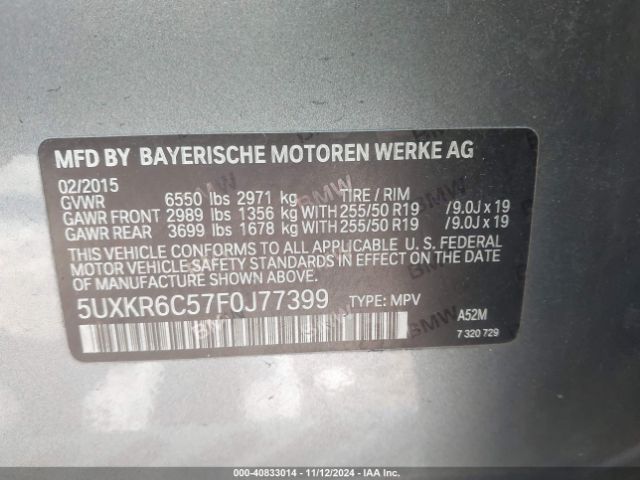 MFD BY BAYERISCHE MOTOREN WERKE AG
02/2015
GVWR 6550 lbs 2971 kg TIRE / RIM
GAWR FRONT 2989 lbs 1356 kg WITH 255/50 R19 /9.0J x 19
GAWR REAR 3699 lbs 1678 kg WITH 255/50 R19 /9.0J x 19
THIS VEHICLE CONFORMS TO ALL APPLICABLE U. S. FEDERAL
MOTOR VEHICLE SAFETY STANDARDS IN EFFECT ON THE DATE
OF MANUFACTURE SHOWN ABOVE.
5UXKR6C57F0J77399 TYPE: MPV A52M
7 320 729
000-40833014 - 11/12/2024 - IAA Inc.